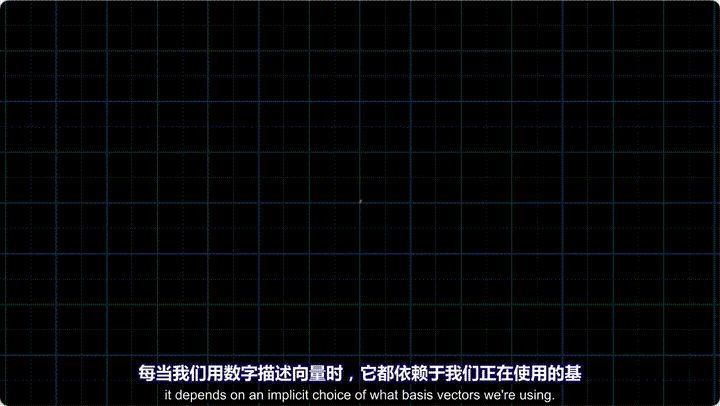 每当我们用数字描述向量时，它都依赖于我们正在使用的基
it depends on an implicit choice of what basis vectors we're using.